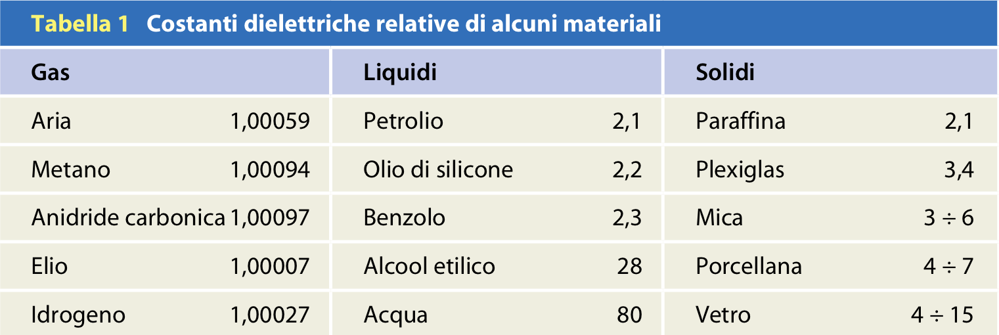 Tabella 1 Costanti dielettriche relative di alcuni materiali
Gas Liquidi Solidi
Aria 1,00059 Petrolio 2,1 Paraffina 2,1
Metano 1,00094 Olio di silicone 2,2 Plexiglas 3,4
Anidride carbonica 1,00097 Benzolo 2,3 Mica 3 ÷ 6
Elio 1,00007 Alcool etilico 28 Porcellana 4 ÷ 7
Idrogeno 1,00027 Acqua 80 Vetro 4 ÷ 15